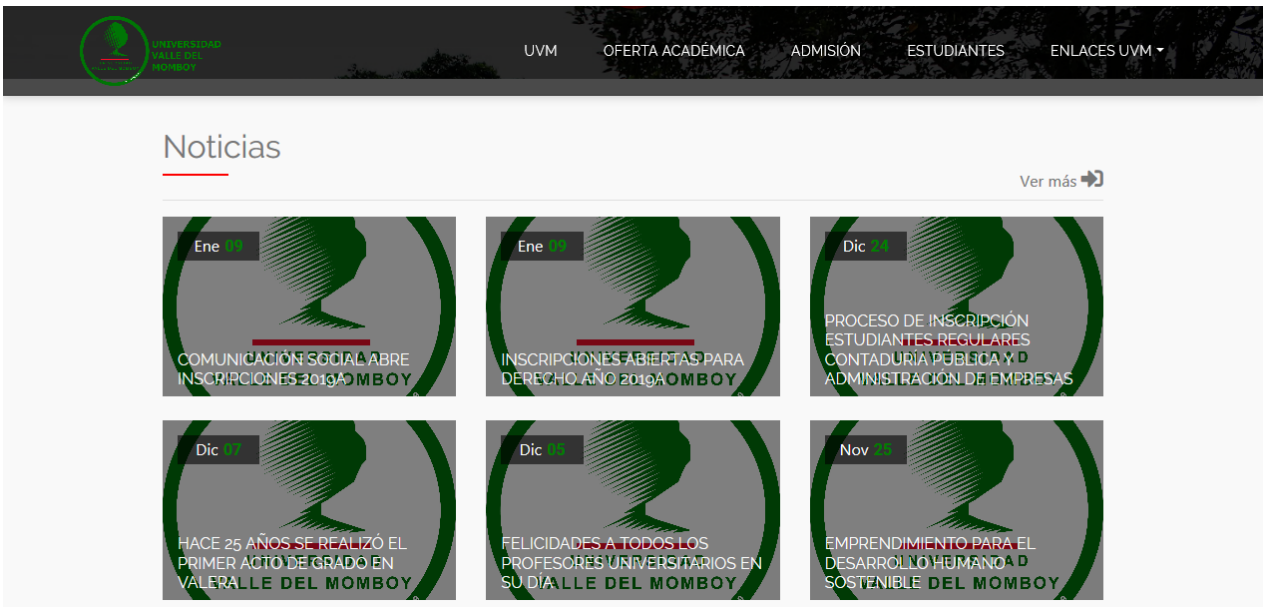 UNIVERSIDAD
VALLE DEL
MOMBOY
UVM OFERTA ACADÉMICA ADMISIÓN ESTUDIANTES ENLACES UVM
Noticias
Ver más
Ene 09
COMUNICACIÓN SOCIAL ABRE
INSCRIPCIONES 2019A
Ene 09
INSCRIPCIONES ABIERTAS PARA
DERECHO AÑO 2019A
Dic 24
PROCESO DE INSCRIPCIÓN
ESTUDIANTES REGULARES
CONTADURÍA PÚBLICA Y
ADMINISTRACIÓN DE EMPRESAS
Dic 07
HACE 25 AÑOS SE REALIZÓ EL
PRIMER ACTO DE GRADO EN
VALERA
Dic 05
FELICIDADES A TODOS LOS
PROFESORES UNIVERSITARIOS EN
SU DÍA
Nov 25
EMPRENDIMIENTO PARA EL
DESARROLLO HUMANO
SOSTENIBLE